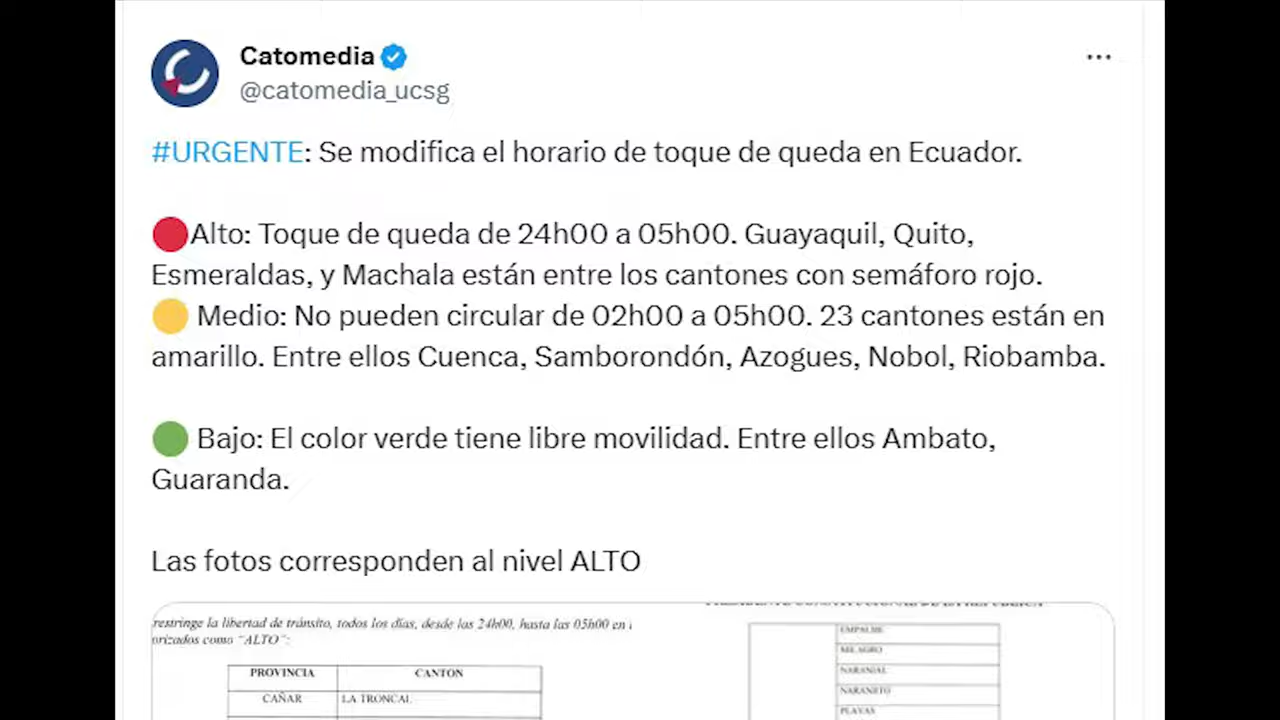 Catomedia
@catomedia_ucsg
#URGENTE: Se modifica el horario de toque de queda en Ecuador.
Alto: Toque de queda de 24h00 a 05h00. Guayaquil, Quito,
Esmeraldas, y Machala están entre los cantones con semáforo rojo.
Medio: No pueden circular de 02h00 a 05h00. 23 cantones están en
amarillo. Entre ellos Cuenca, Samborondón, Azogues, Nobol, Riobamba.
Bajo: El color verde tiene libre movilidad. Entre ellos Ambato,
Guaranda.
Las fotos corresponden al nivel ALTO
restringe la libertad de tránsito, todos los días, desde las 24h00, hasta las 05h00 en
orizados como "ALTO":
PROVINCIA CANTON
CAÑAR LA TRONCAL
EMPALME
MILAGRO
NARANJAL
NARANJITO
PLAYAS